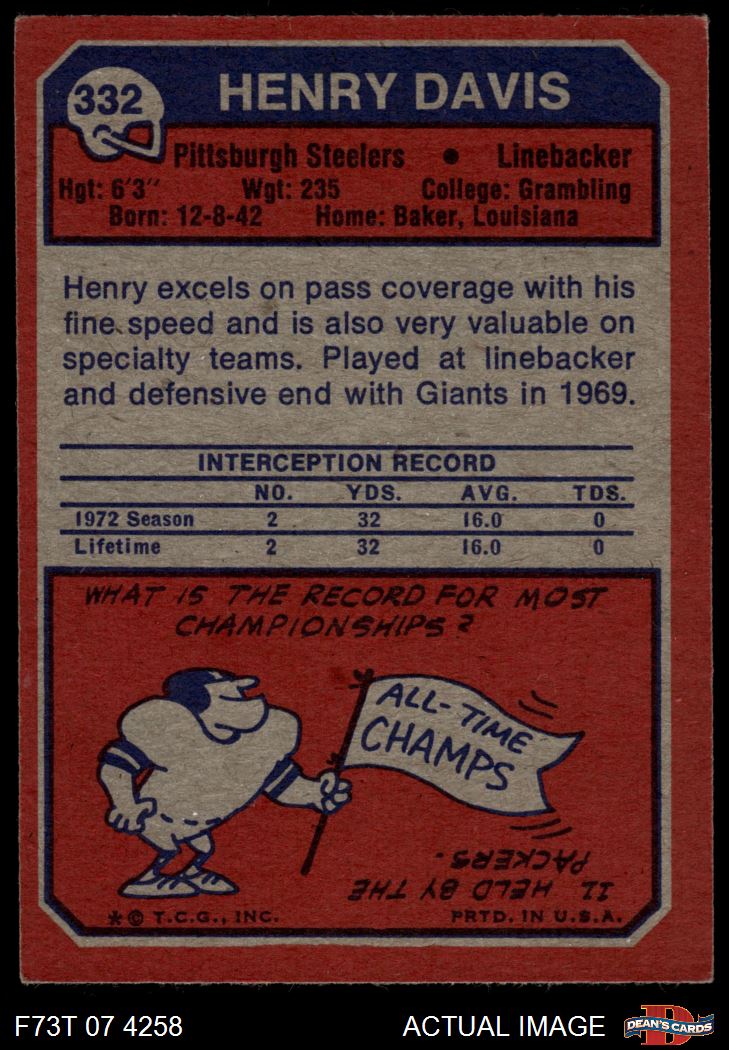 332
HENRY DAVIS
Pittsburgh Steelers • Linebacker
Hgt: 6'3" Wgt: 235 College: Grambling
Born: 12-8-42 Home: Baker, Louisiana
Henry excels on pass coverage with his
fine speed and is also very valuable on
specialty teams. Played at linebacker
and defensive end with Giants in 1969.
INTERCEPTION RECORD
NO. YDS. AVG. TDS.
1972 Season 2 32 16.0 0
Lifetime 2 32 16.0 0
WHAT IS THE RECORD FOR MOST
CHAMPIONSHIPS?
ALL-TIME
CHAMPS
11 HELD BY THE
PACKERS.
* © T.C.G., INC. PRTD. IN U.S.A.
F73T 07 4258 ACTUAL IMAGE
D
DEAN'S CARDS